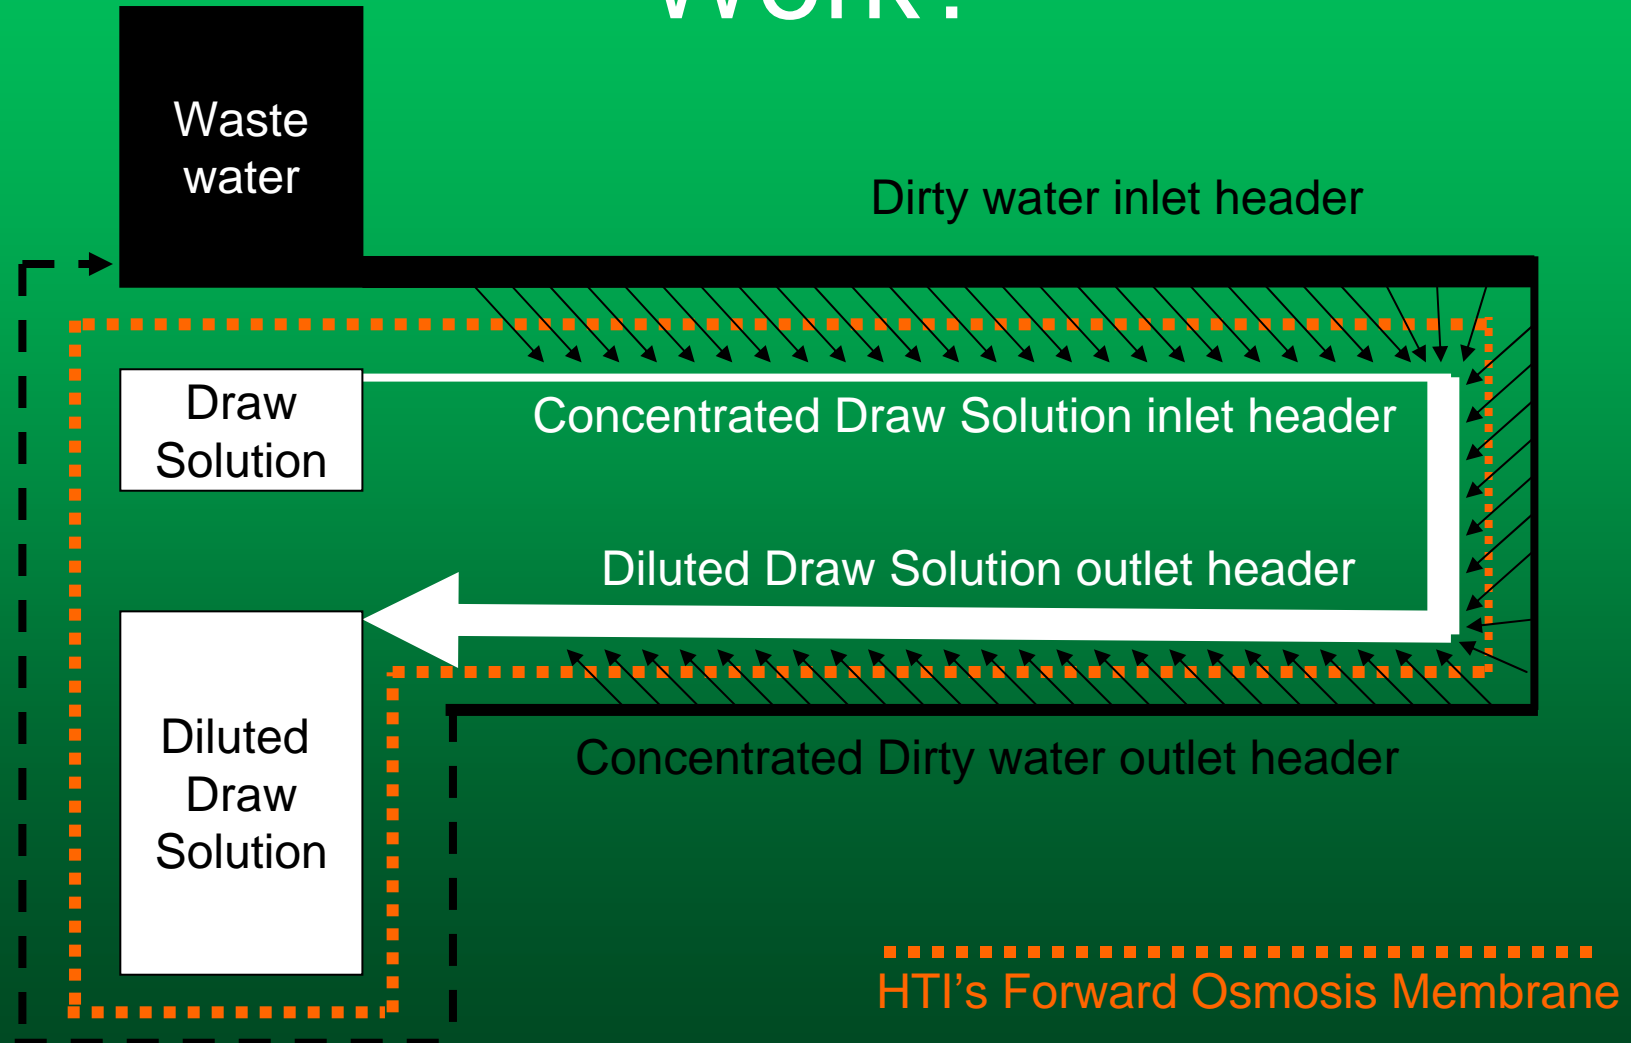 Work?
Waste
water
Dirty water inlet header
Draw
Solution
Concentrated Draw Solution inlet header
Diluted Draw Solution outlet header
Diluted
Draw
Solution
Concentrated Dirty water outlet header
HTI’s Forward Osmosis Membrane